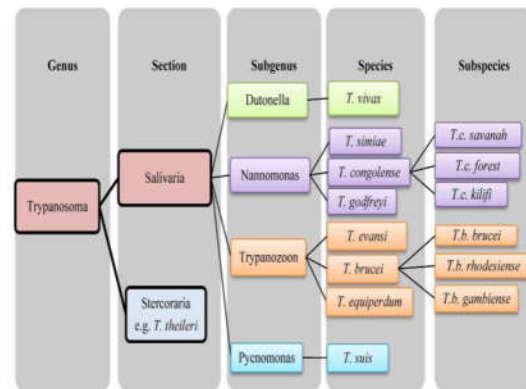 Genus
Section
Subgenus
Species
Subspecies
Trypanosoma
Salivaria
Stercoraria
e.g. T. theileri
Dutonella
Nannomonas
Trypanozoon
Pycnomonas
T. vivax
T. simiae
T. congolense
T. godfreyi
T. evansi
T. brucei
T. equiperdum
T. suis
T.c. savanah
T.c. forest
T.c. kilifi
T.b. brucei
T.b. rhodesiense
T.b. gambiense